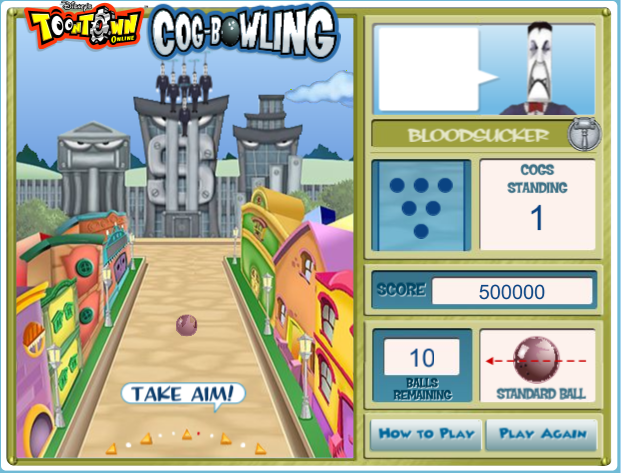 Disney's
TOONTOWN
ONLINE
COG-BOWLING
BLOODSUCKER
COGS
STANDING
1
SCORE 500000
10
BALLS
REMAINING
STANDARD BALL
TAKE AIM!
HOW TO PLAY
PLAY AGAIN